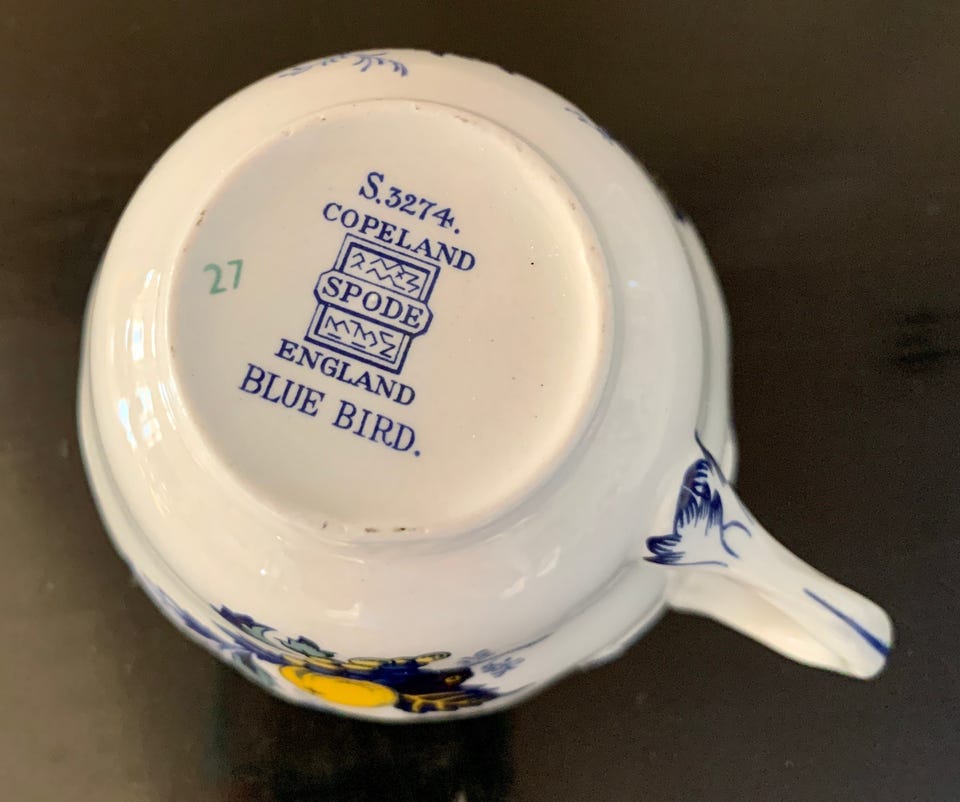 S.3274.
COPELAND
SPODE
ENGLAND
BLUE BIRD.
27